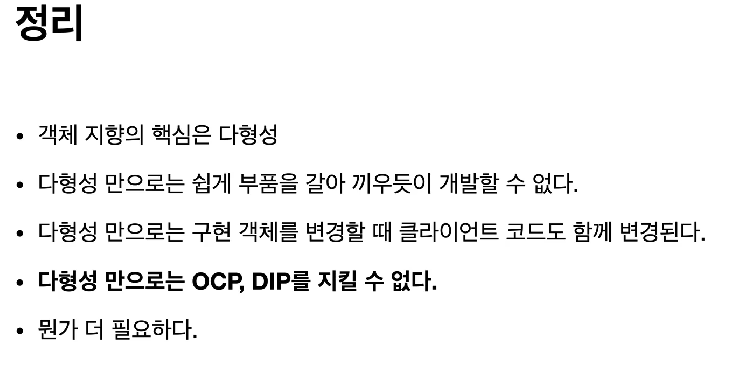 정리
• 객체 지향의 핵심은 다형성
• 다형성 만으로는 쉽게 부품을 갈아 끼우듯이 개발할 수 없다.
• 다형성 만으로는 구현 객체를 변경할 때 클라이언트 코드도 함께 변경된다.
• 다형성 만으로는 OCP, DIP를 지킬 수 없다.
• 뭔가 더 필요하다.